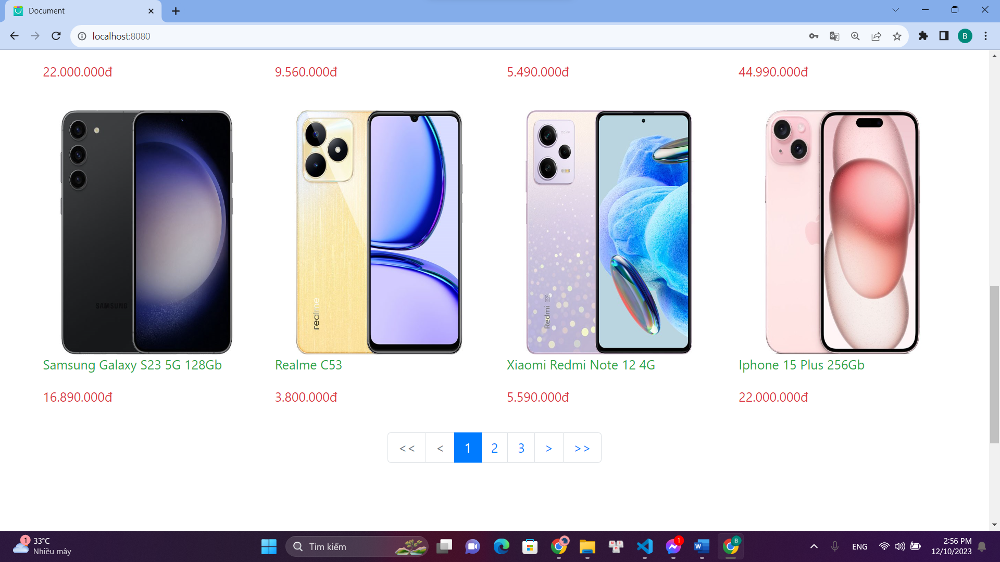 Document
localhost:8080
B
22.000.000đ
9.560.000đ
5.490.000đ
44.990.000đ
SAMSUNG
realme
Redmi
Samsung Galaxy S23 5G 128Gb
Realme C53
Xiaomi Redmi Note 12 4G
Iphone 15 Plus 256Gb
16.890.000đ
3.800.000đ
5.590.000đ
22.000.000đ
<< < 1 2 3 > >>
1
33°C
Nhiều mây
Tìm kiếm
1
B
ENG
2:56 PM
12/10/2023